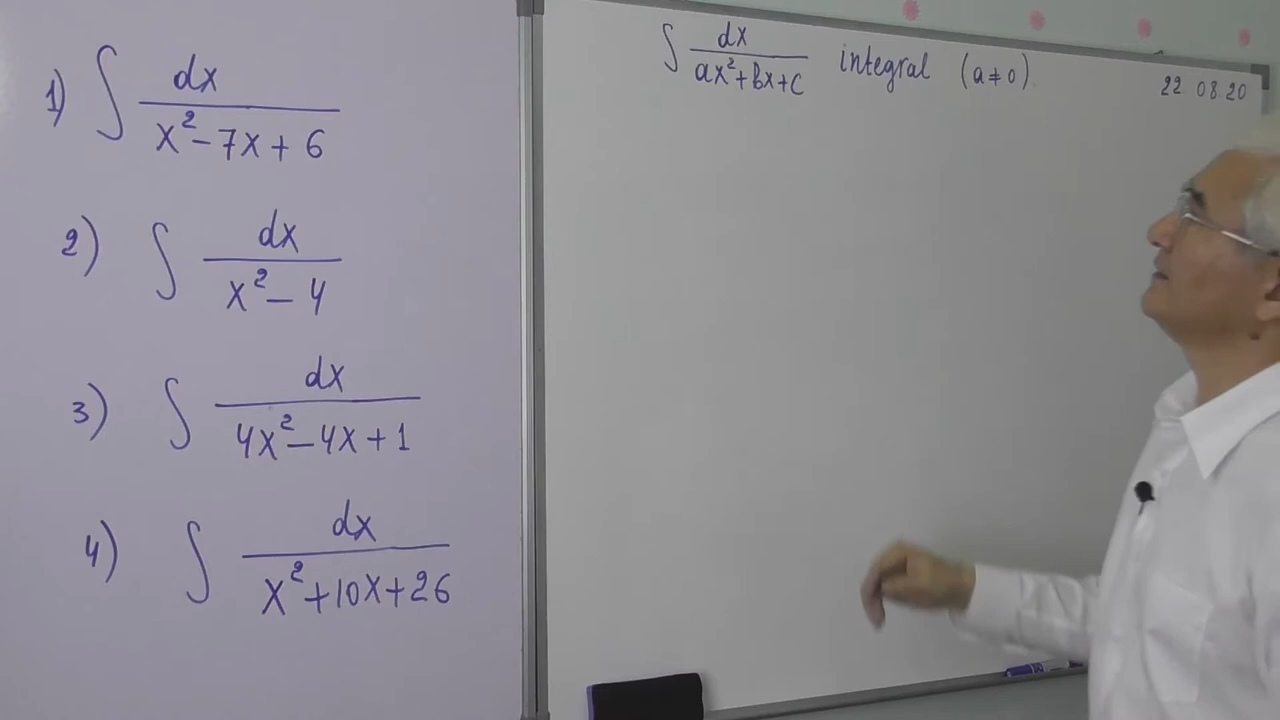 1) ∫ dx / (x² - 7x + 6)
2) ∫ dx / (x² - 4)
3) ∫ dx / (4x² - 4x + 1)
4) ∫ dx / (x² + 10x + 26)
∫ dx / (ax² + bx + c) integral (a ≠ 0)
22 08 20